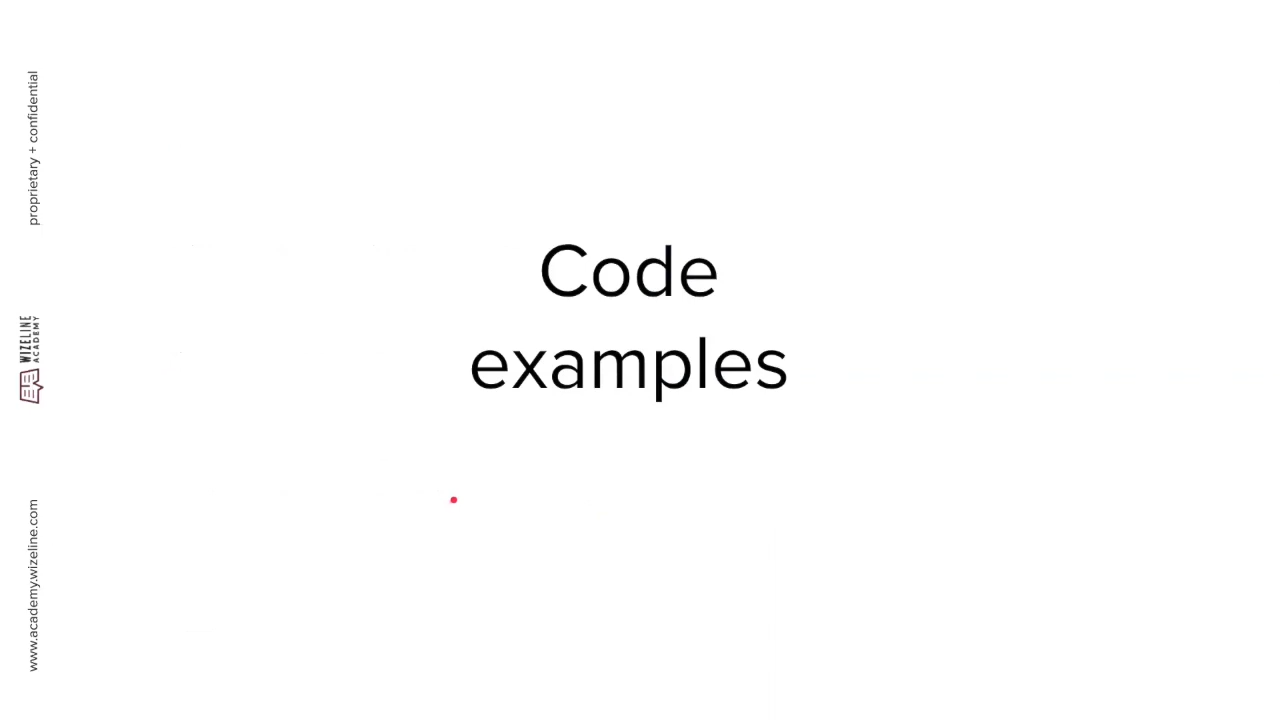 proprietary + confidential
WIZELINE
ACADEMY
www.academy.wizeline.com
Code
examples